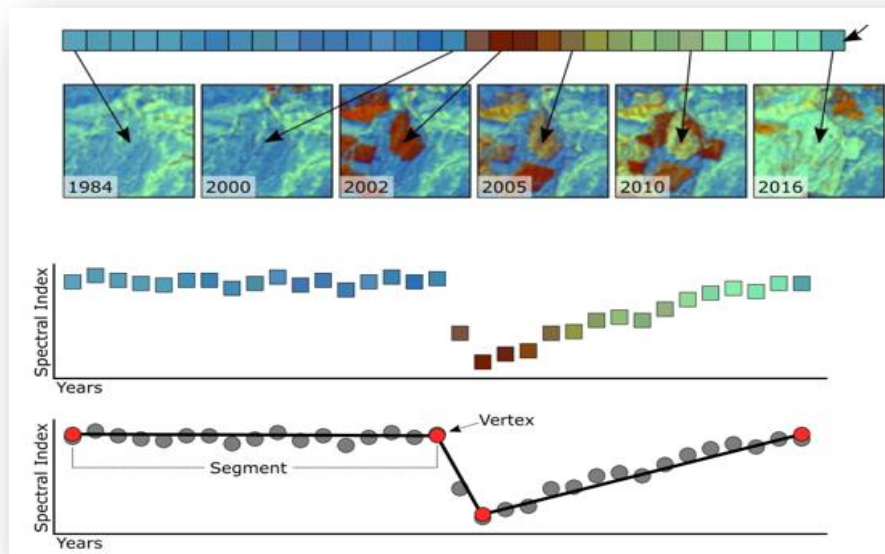 1984 2000 2002 2005 2010 2016
Spectral Index
Years
Spectral Index
Vertex
Segment
Years